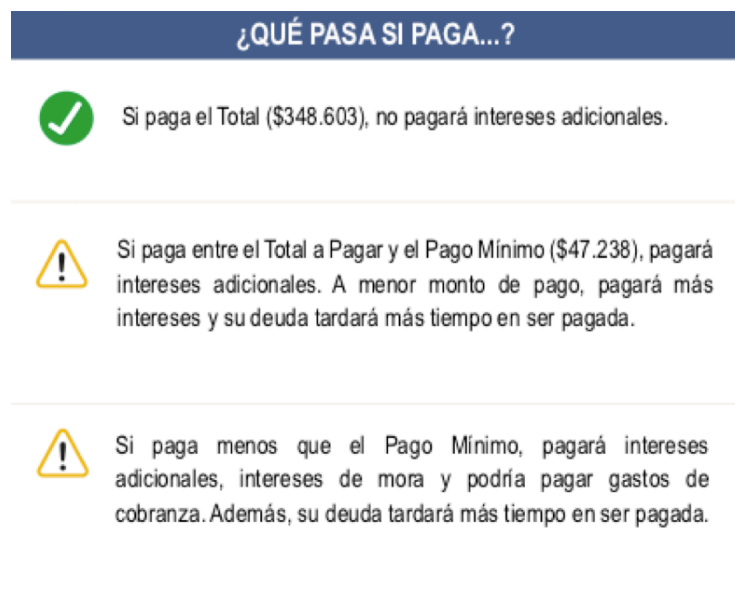 ¿QUÉ PASA SI PAGA...?
Si paga el Total ($348.603), no pagará intereses adicionales.
Si paga entre el Total a Pagar y el Pago Mínimo ($47.238), pagará
intereses adicionales. A menor monto de pago, pagará más
intereses y su deuda tardará más tiempo en ser pagada.
Si paga menos que el Pago Mínimo, pagará intereses
adicionales, intereses de mora y podría pagar gastos de
cobranza. Además, su deuda tardará más tiempo en ser pagada.